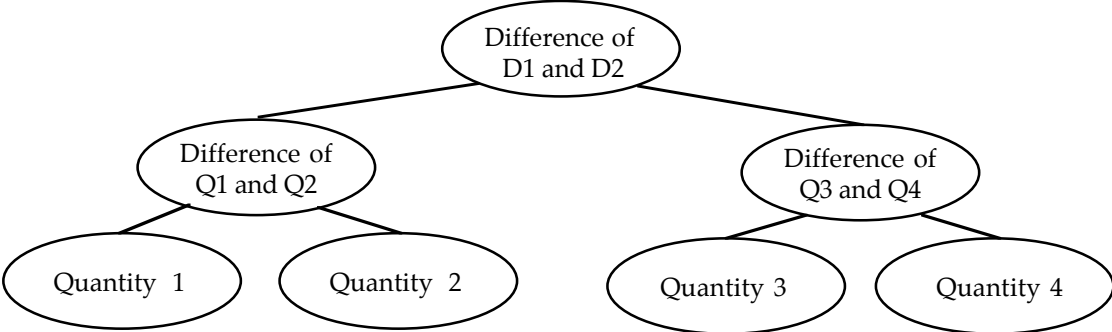 Difference of
D1 and D2
Difference of
Q1 and Q2
Difference of
Q3 and Q4
Quantity 1
Quantity 2
Quantity 3
Quantity 4